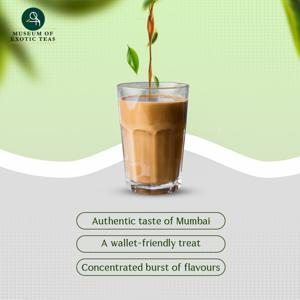 MUSEUM OF
EXOTIC TEAS
Authentic taste of Mumbai
A wallet-friendly treat
Concentrated burst of flavours